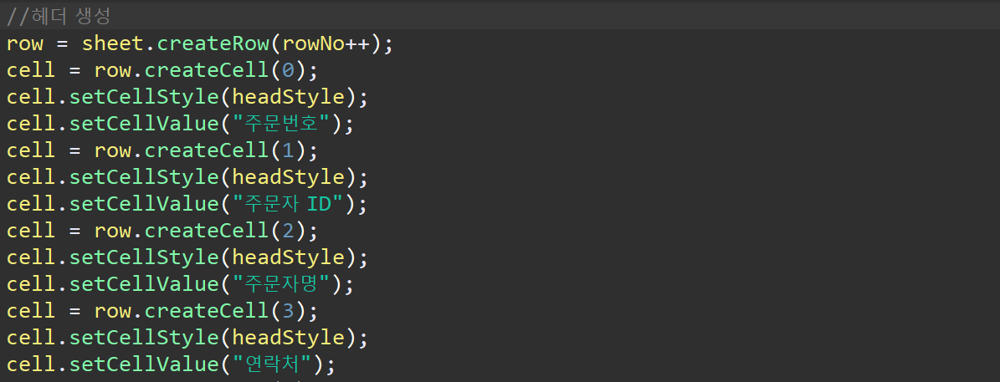 //헤더 생성
row = sheet.createRow(rowNo++);
cell = row.createCell(0);
cell.setCellStyle(headStyle);
cell.setCellValue("주문번호");
cell = row.createCell(1);
cell.setCellStyle(headStyle);
cell.setCellValue("주문자 ID");
cell = row.createCell(2);
cell.setCellStyle(headStyle);
cell.setCellValue("주문자명");
cell = row.createCell(3);
cell.setCellStyle(headStyle);
cell.setCellValue("연락처");